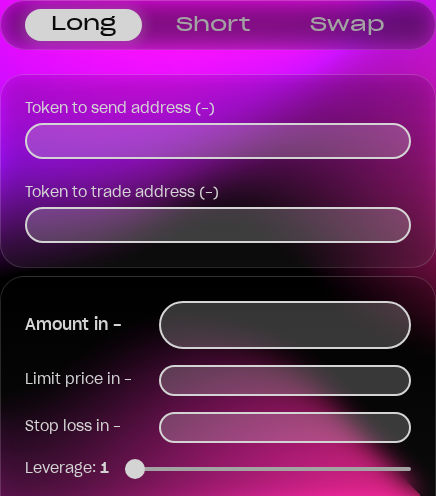 Long Short Swap
Token to send address (-)
Token to trade address (-)
Amount in -
Limit price in -
Stop loss in -
Leverage: 1